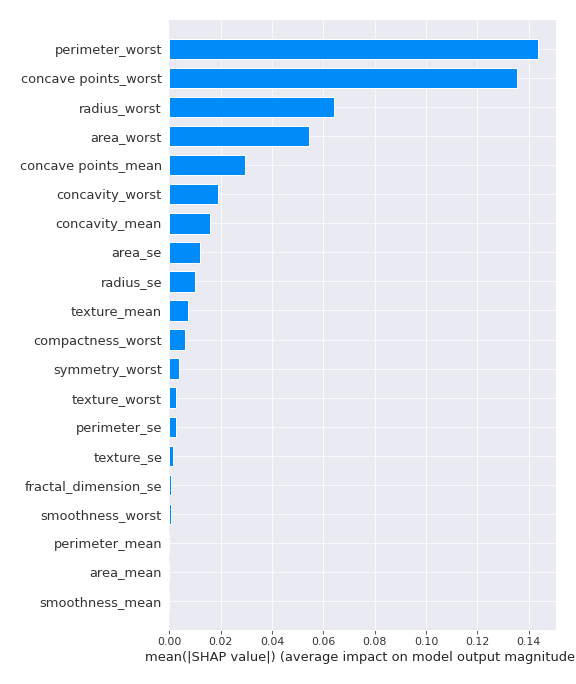 perimeter_worst
concave points_worst
radius_worst
area_worst
concave points_mean
concavity_worst
concavity_mean
area_se
radius_se
texture_mean
compactness_worst
symmetry_worst
texture_worst
perimeter_se
texture_se
fractal_dimension_se
smoothness_worst
perimeter_mean
area_mean
smoothness_mean
0.00 0.02 0.04 0.06 0.08 0.10 0.12 0.14
mean(|SHAP value|) (average impact on model output magnitude